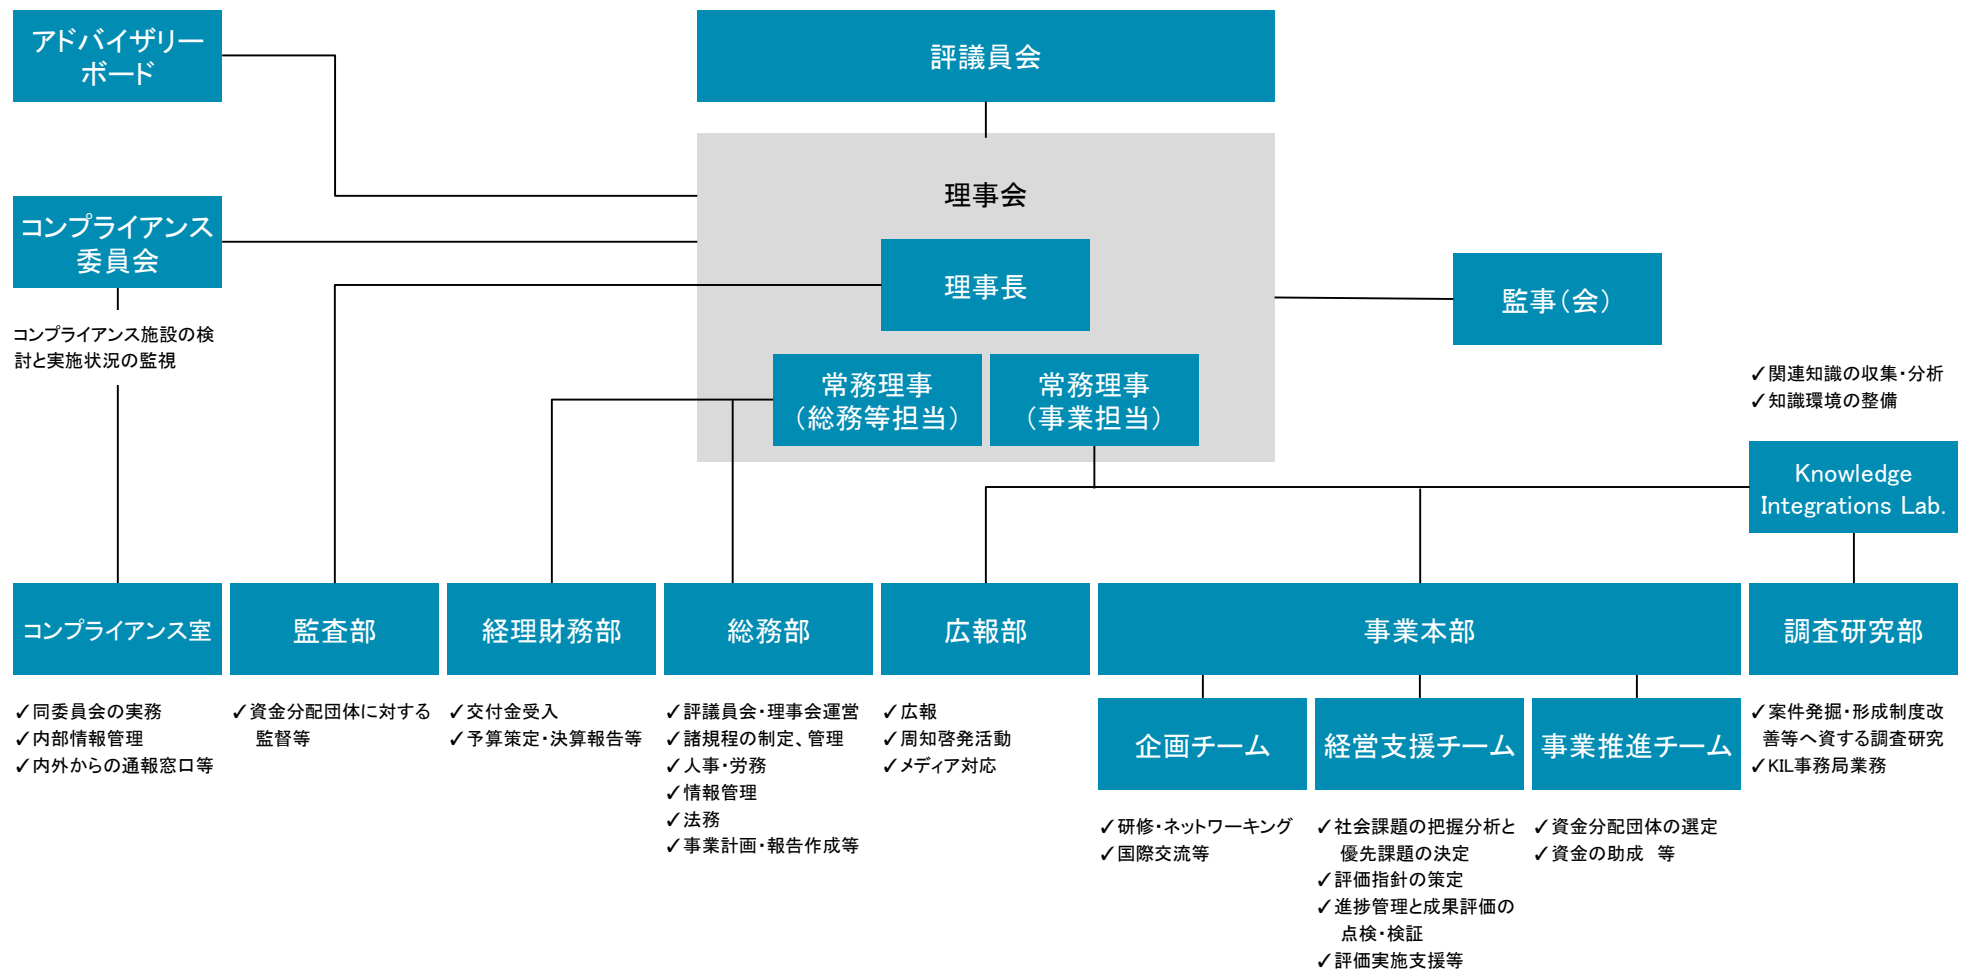 アドバイザリー
ボード
評議員会
理事会
コンプライアンス
委員会
理事長
監事(会)
コンプライアンス施設の検
討と実施状況の監視
常務理事
(総務等担当)
常務理事
(事業担当)
✓関連知識の収集・分析
✓知識環境の整備
Knowledge
Integrations Lab.
コンプライアンス室
監査部
経理財務部
総務部
広報部
事業本部
調査研究部
✓同委員会の実務
✓内部情報管理
✓内外からの通報窓口等
✓資金分配団体に対する
監督等
✓交付金受入
✓予算策定・決算報告等
✓評議員会・理事会運営
✓諸規程の制定、管理
✓人事・労務
✓情報管理
✓法務
✓事業計画・報告作成等
✓広報
✓周知啓発活動
✓メディア対応
企画チーム
経営支援チーム
事業推進チーム
✓案件発掘・形成制度改
善等へ資する調査研究
✓KIL事務局業務
✓研修・ネットワーキング
✓国際交流等
✓社会課題の把握分析と
優先課題の決定
✓評価指針の策定
✓進捗管理と成果評価の
点検・検証
✓評価実施支援等
✓資金分配団体の選定
✓資金の助成 等